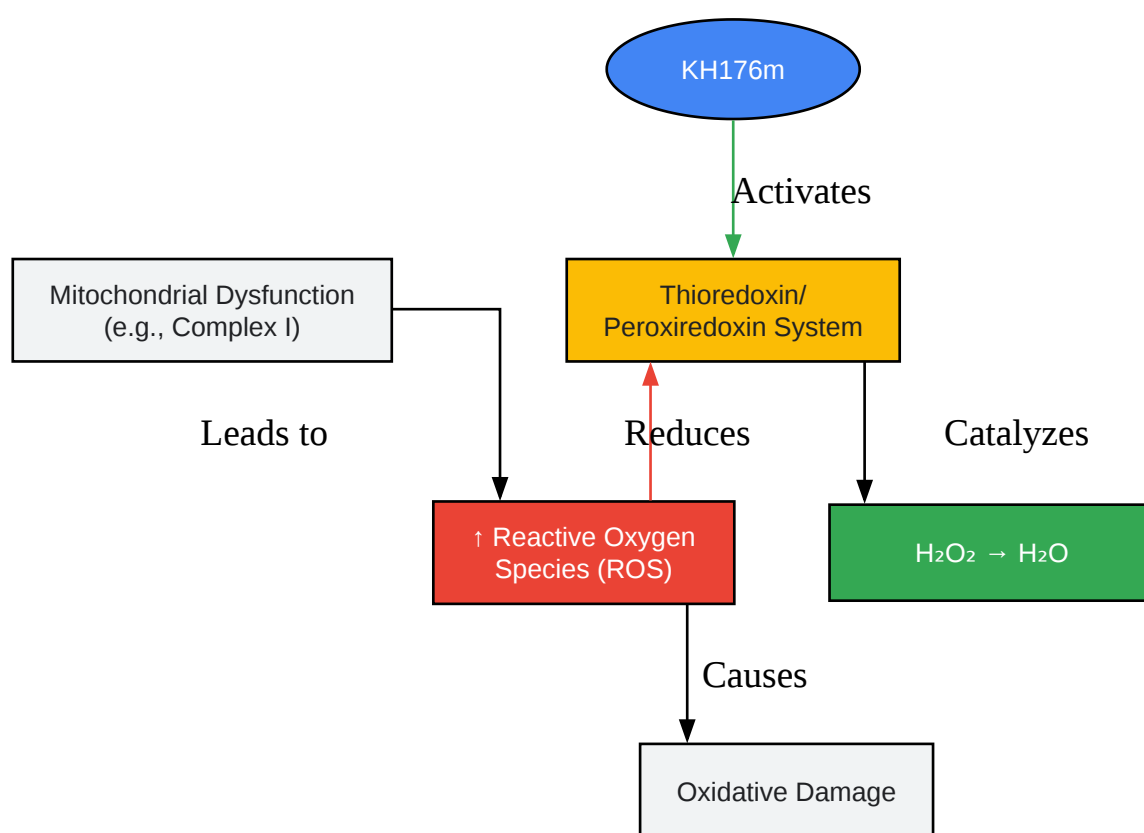 KH176m
Activates
Mitochondrial Dysfunction
(e.g., Complex I)
Thioredoxin/
Peroxiredoxin System
Leads to
Reduces
Catalyzes
↑ Reactive Oxygen
Species (ROS)
H₂O₂ → H₂O
Causes
Oxidative Damage